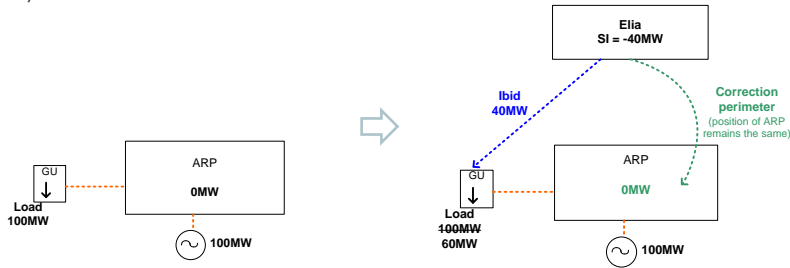 Elia
SI = -40MW
Ibid
40MW
Correction
perimeter
(position of ARP
remains the same)
ARP
0MW
GU
Load
100MW
100MW
ARP
0MW
GU
Load
100MW
60MW
100MW